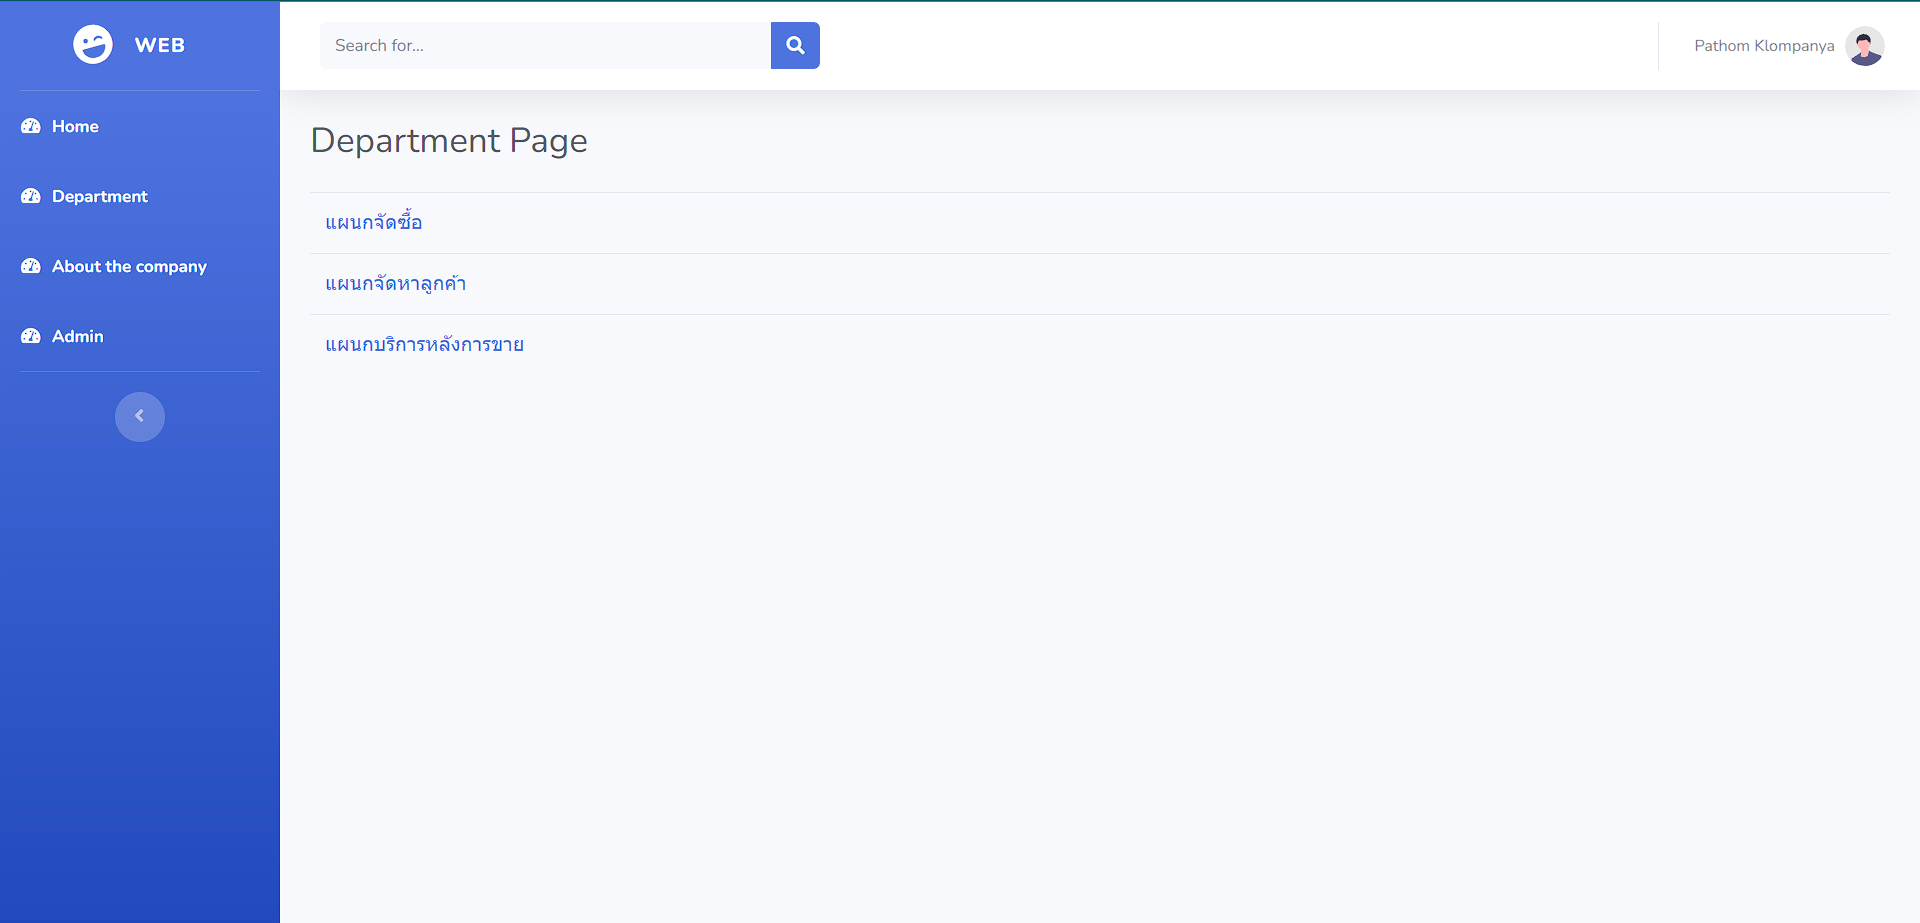 WEB
Search for...
Pathom Klompanya
Home
Department
About the company
Admin
Department Page
แผนกจัดซื้อ
แผนกจัดหาลูกค้า
แผนกบริการหลังการขาย